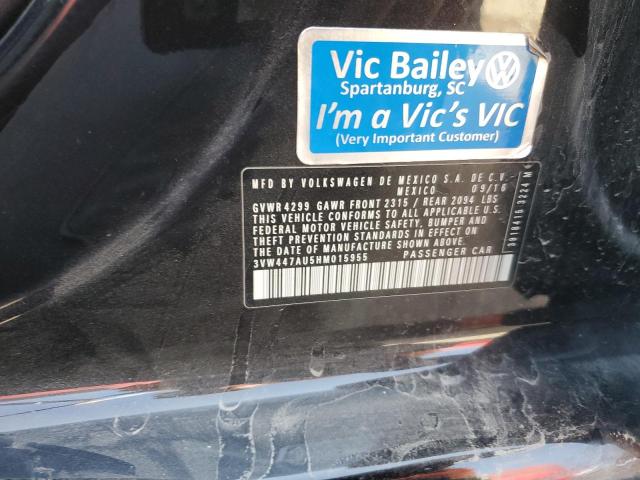 Vic Bailey
Spartanburg, SC
I'm a Vic's VIC
(Very Important Customer)
MFD BY VOLKSWAGEN DE MEXICO S.A. DE C.V.
MEXICO 09/16
GVWR 4299 GAWR FRONT 2315 / REAR 2094 LBS
THIS VEHICLE CONFORMS TO ALL APPLICABLE
FEDERAL MOTOR VEHICLE SAFETY, BUMPER AND
THEFT PREVENTION STANDARDS IN EFFECT ON THE
DATE OF MANUFACTURE SHOWN ABOVE
3VW447AU5HM015955 PASSENGER CAR